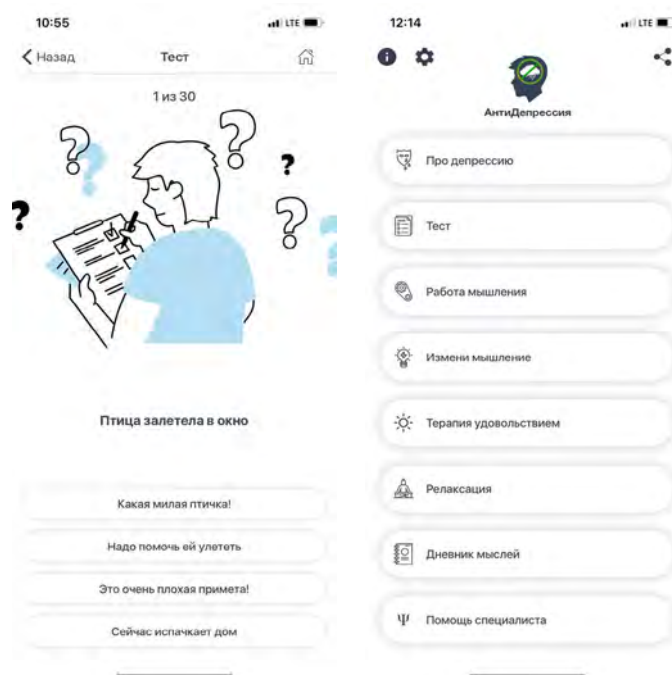 10:55
LTE
Назад
Тест
1 из 30
Птица залетела в окно
Какая милая птичка!
Надо помочь ей улететь
Это очень плохая примета!
Сейчас испачкает дом
12:14
LTE
АнтиДепрессия
Про депрессию
Тест
Работа мышления
Измени мышление
Терапия удовольствием
Релаксация
Дневник мыслей
Ψ Помощь специалиста